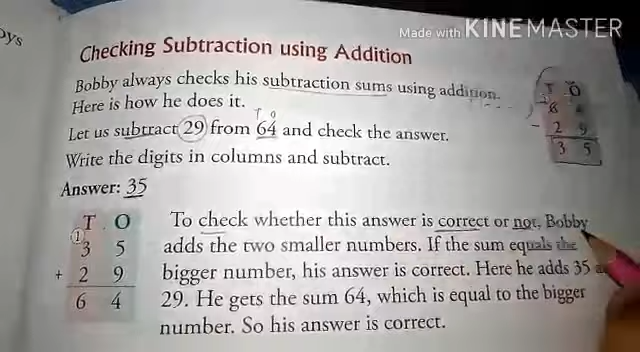 oys
Made with KINEMASTER
Checking Subtraction using Addition
Bobby always checks his subtraction sums using addition.
Here is how he does it.
T O
Let us subtract 29 from 64 and check the answer.
Write the digits in columns and subtract.
Answer: 35
T O
6 4
- 2 9
3 5
T O
1
3 5
+ 2 9
6 4
To check whether this answer is correct or not, Bobby
adds the two smaller numbers. If the sum equals the
bigger number, his answer is correct. Here he adds 35
29. He gets the sum 64, which is equal to the bigger
number. So his answer is correct.